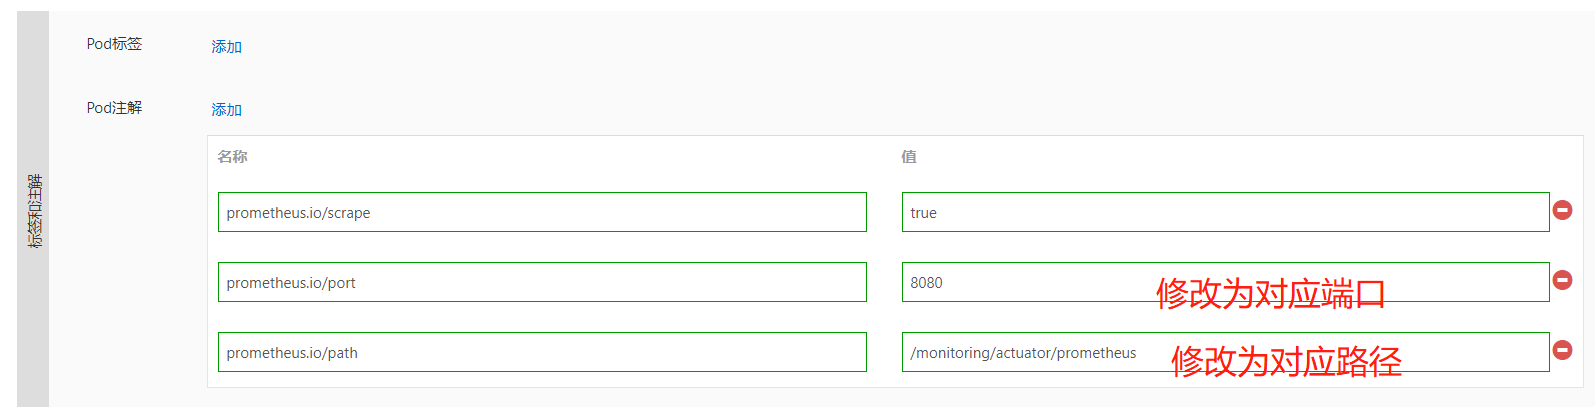 Pod标签
添加
Pod注解
添加
标签和注解
名称
值
prometheus.io/scrape
true
prometheus.io/port
8080
修改为对应端口
prometheus.io/path
/monitoring/actuator/prometheus
修改为对应路径